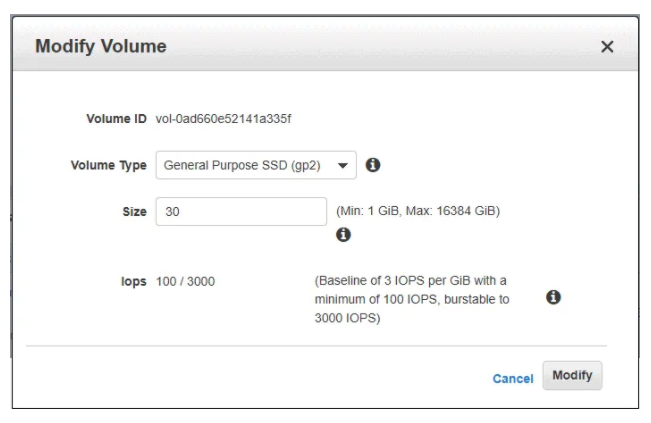 Modify Volume
Volume ID vol-0ad660e52141a335f
Volume Type General Purpose SSD (gp2)
Size 30 (Min: 1 GiB, Max: 16384 GiB)
Iops 100 / 3000 (Baseline of 3 IOPS per GiB with a
minimum of 100 IOPS, burstable to
3000 IOPS)
Cancel Modify